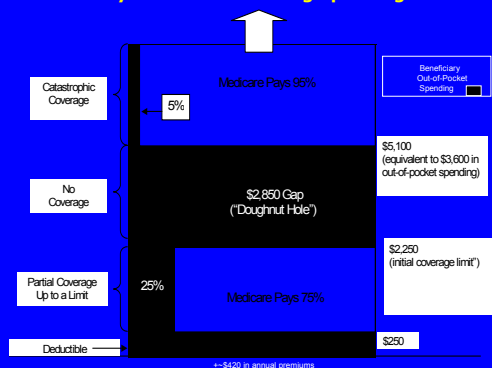 Catastrophic
Coverage
Medicare Pays 95%
5%
Beneficiary
Out-of-Pocket
Spending
$5,100
(equivalent to $3,600 in
out-of-pocket spending)
No
Coverage
$2,850 Gap
("Doughnut Hole")
$2,250
(initial coverage limit")
Partial Coverage
Up to a Limit
25%
Medicare Pays 75%
$250
Deductible
+~$420 in annual premiums